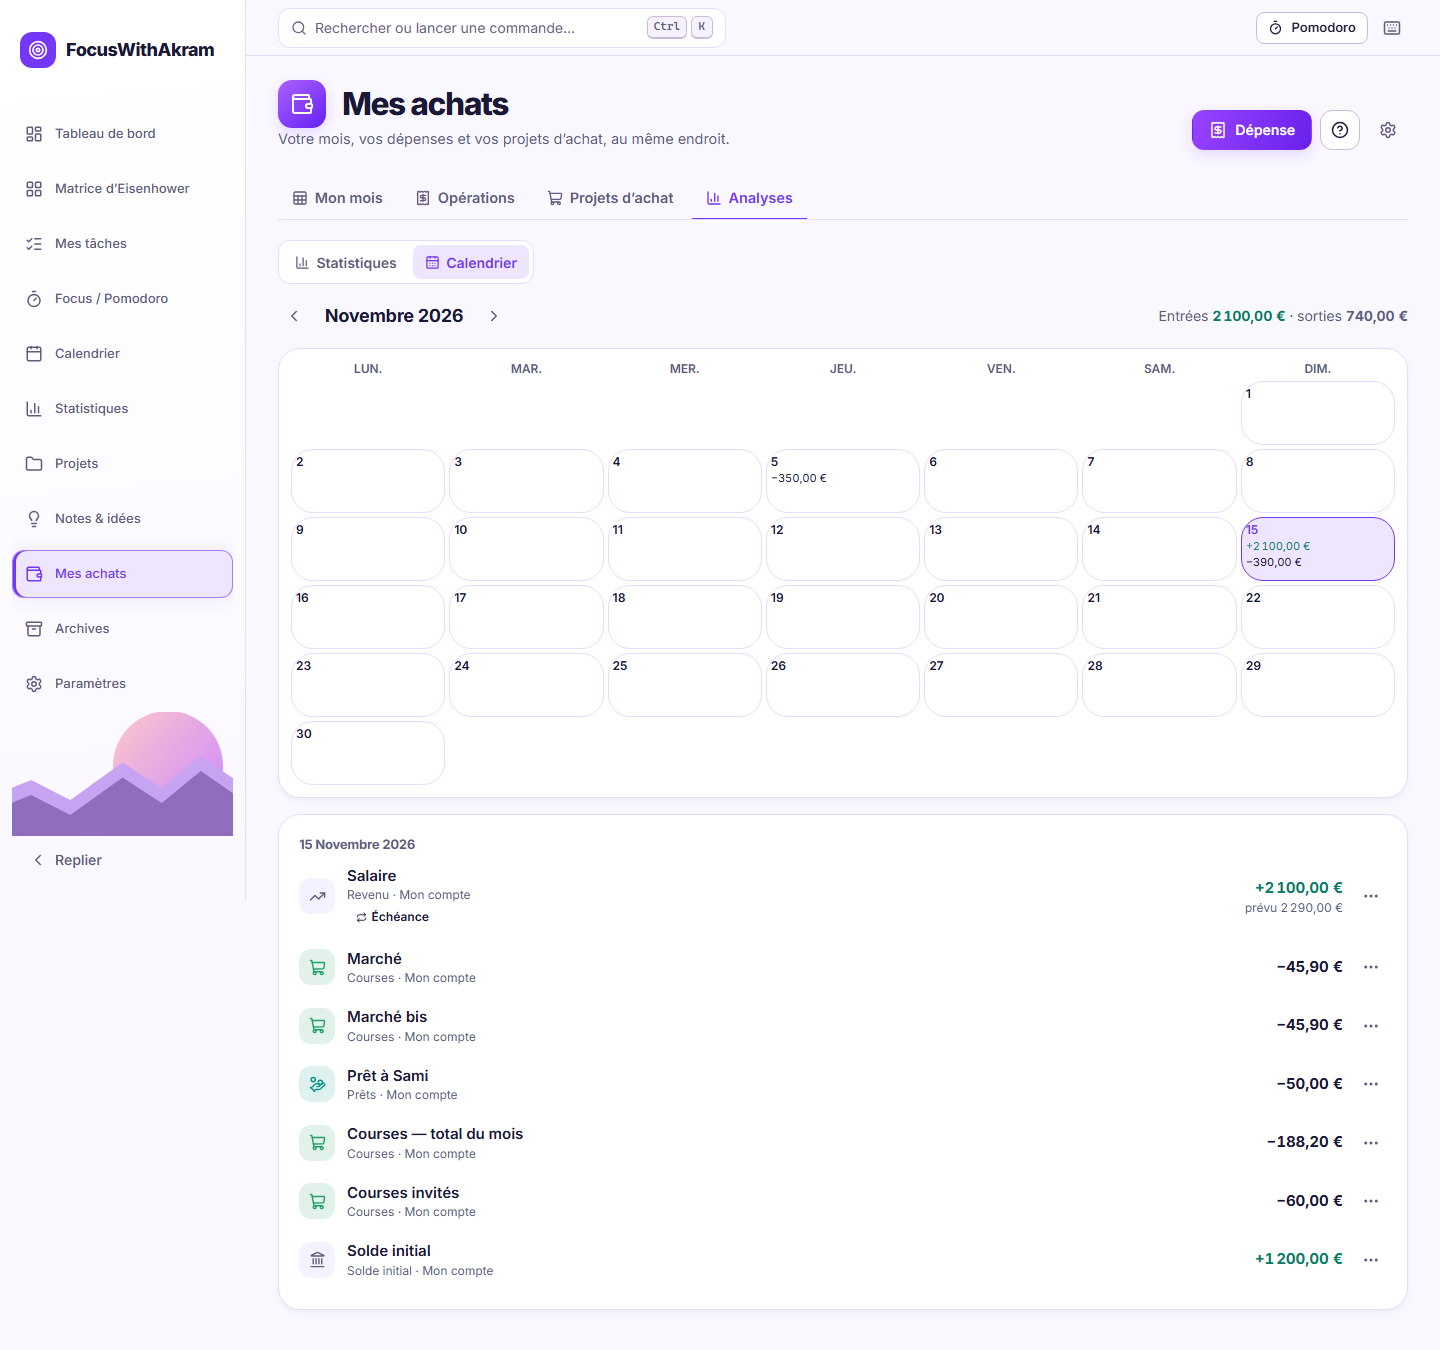 FocusWithAkram
Rechercher ou lancer une commande...
Ctrl K
Pomodoro
Tableau de bord
Matrice d’Eisenhower
Mes tâches
Focus / Pomodoro
Calendrier
Statistiques
Projets
Notes & idées
Mes achats
Archives
Paramètres
Replier
Mes achats
Votre mois, vos dépenses et vos projets d’achat, au même endroit.
Dépense
Mon mois
Opérations
Projets d’achat
Analyses
Statistiques
Calendrier
Novembre 2026
Entrées 2 100,00 € · sorties 740,00 €
LUN. MAR. MER. JEU. VEN. SAM. DIM.
1
2 3 4 5 6 7 8
−350,00 €
9 10 11 12 13 14 15
+2 100,00 €
−390,00 €
16 17 18 19 20 21 22
23 24 25 26 27 28 29
30
15 Novembre 2026
Salaire
Revenu · Mon compte
Échéance
+2 100,00 €
prévu 2 290,00 €
Marché
Courses · Mon compte
−45,90 €
Marché bis
Courses · Mon compte
−45,90 €
Prêt à Sami
Prêts · Mon compte
−50,00 €
Courses — total du mois
Courses · Mon compte
−188,20 €
Courses invités
Courses · Mon compte
−60,00 €
Solde initial
Solde initial · Mon compte
+1 200,00 €